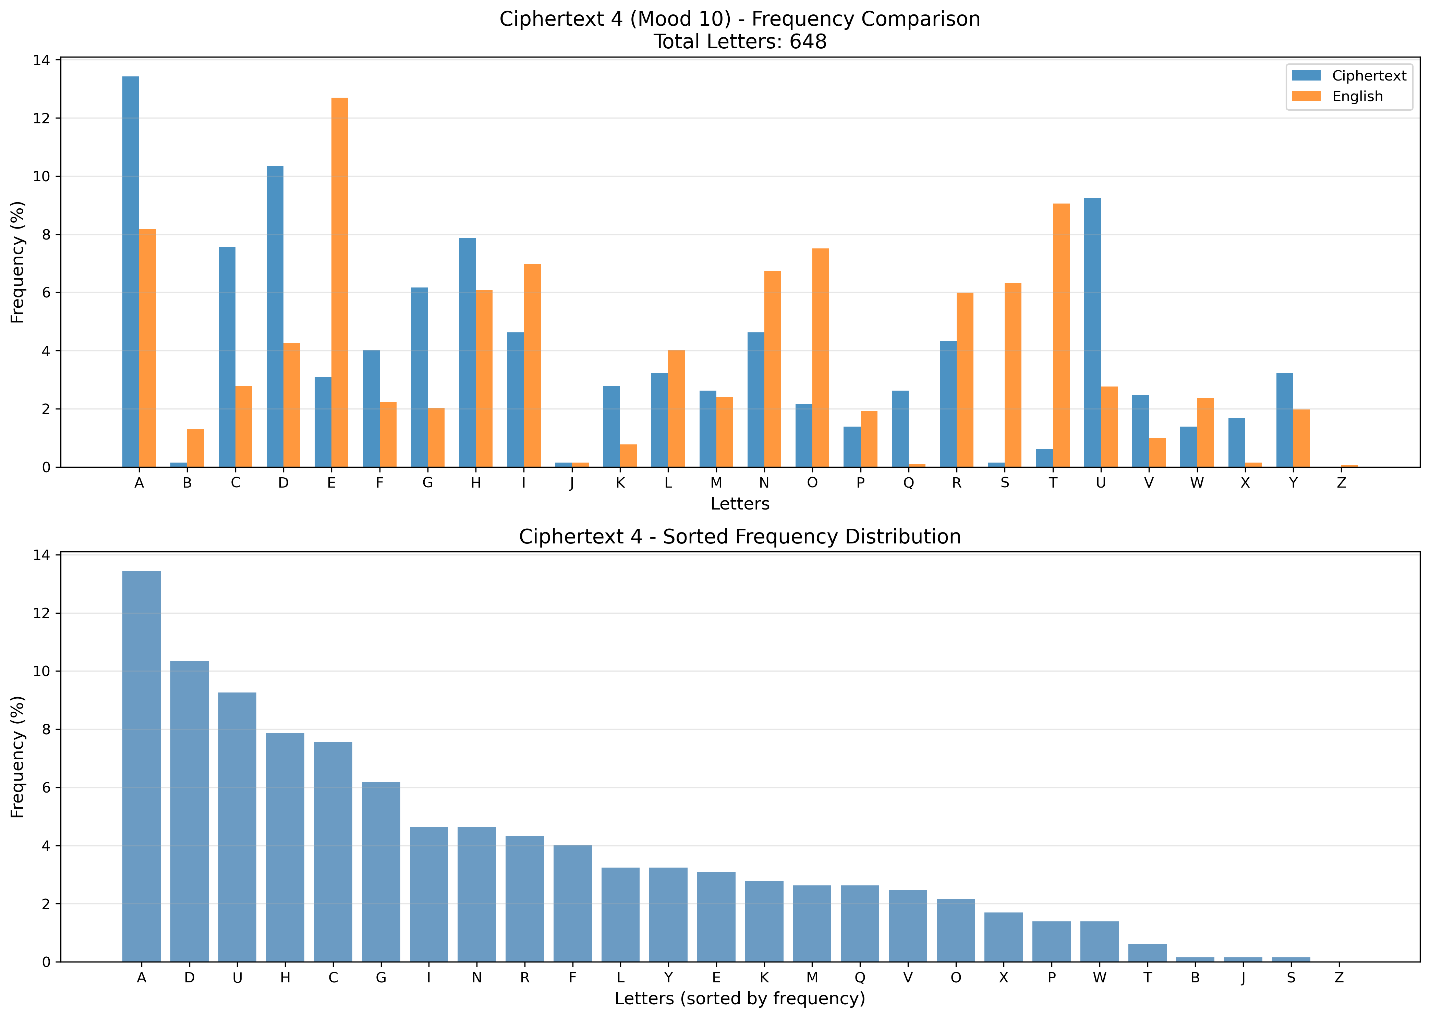 Ciphertext 4 (Mood 10) - Frequency Comparison
Total Letters: 648
Ciphertext
English
Frequency (%)
14
12
10
8
6
4
2
0
A B C D E F G H I J K L M N O P Q R S T U V W X Y Z
Letters
Ciphertext 4 - Sorted Frequency Distribution
Frequency (%)
14
12
10
8
6
4
2
0
A D U H C G I N R F L Y E K M Q V O X P W T B J S Z
Letters (sorted by frequency)